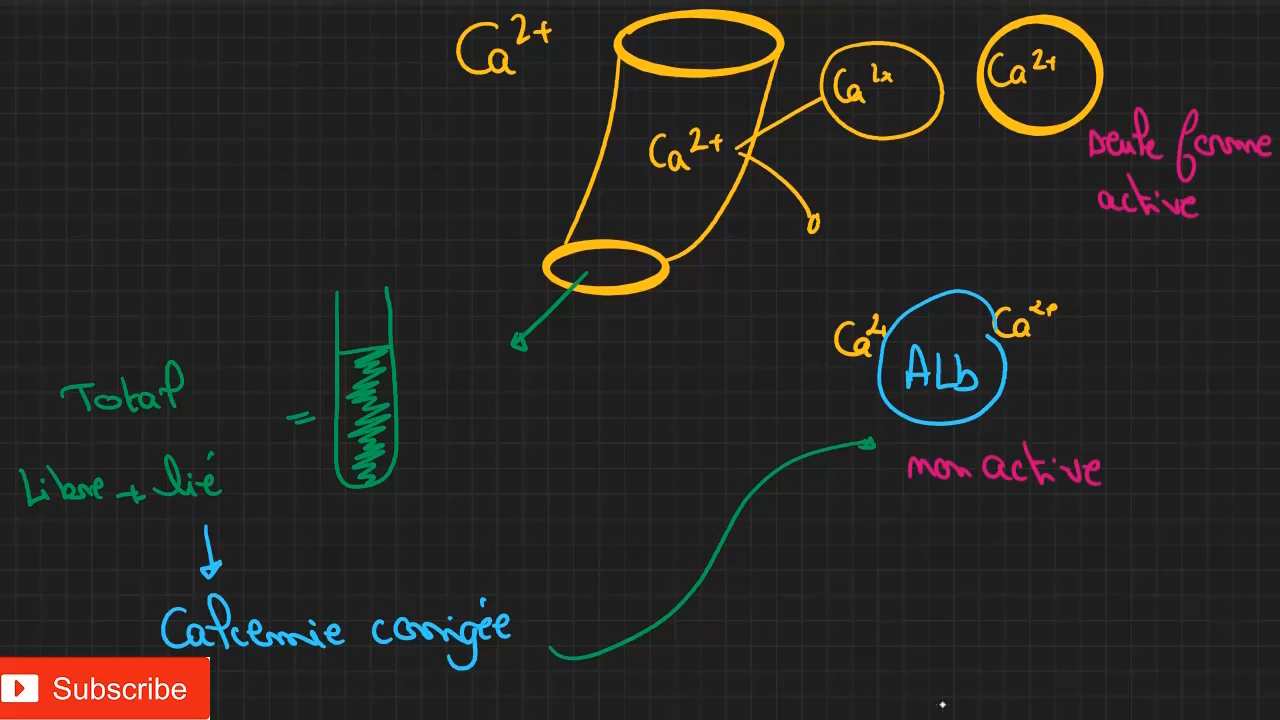 Ca2+
Ca2+
Ca2+
Ca2+
seule forme
active
Ca2+
Ca2+
ALb
non active
Total
=
Libre + lié
Calcemie corrigée
Subscribe